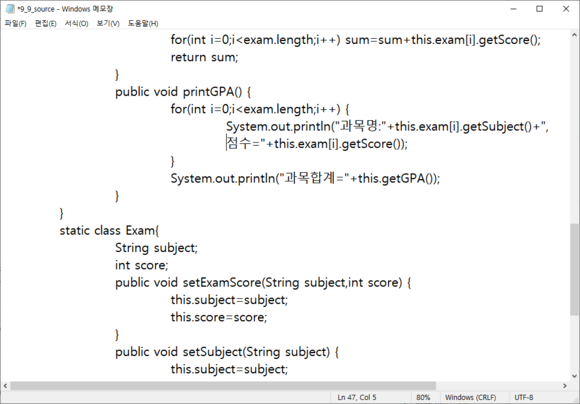 *9_9_source - Windows 메모장
파일(F) 편집(E) 서식(O) 보기(V) 도움말(H)
for(int i=0;i<exam.length;i++) sum=sum+this.exam[i].getScore();
return sum;
}
public void printGPA() {
for(int i=0;i<exam.length;i++) {
System.out.println("과목명:"+this.exam[i].getSubject()+",
점수="+this.exam[i].getScore());
}
System.out.println("과목합계="+this.getGPA());
}
}
static class Exam{
String subject;
int score;
public void setExamScore(String subject,int score) {
this.subject=subject;
this.score=score;
}
public void setSubject(String subject) {
this.subject=subject;
Ln 47, Col 5 80% Windows (CRLF) UTF-8